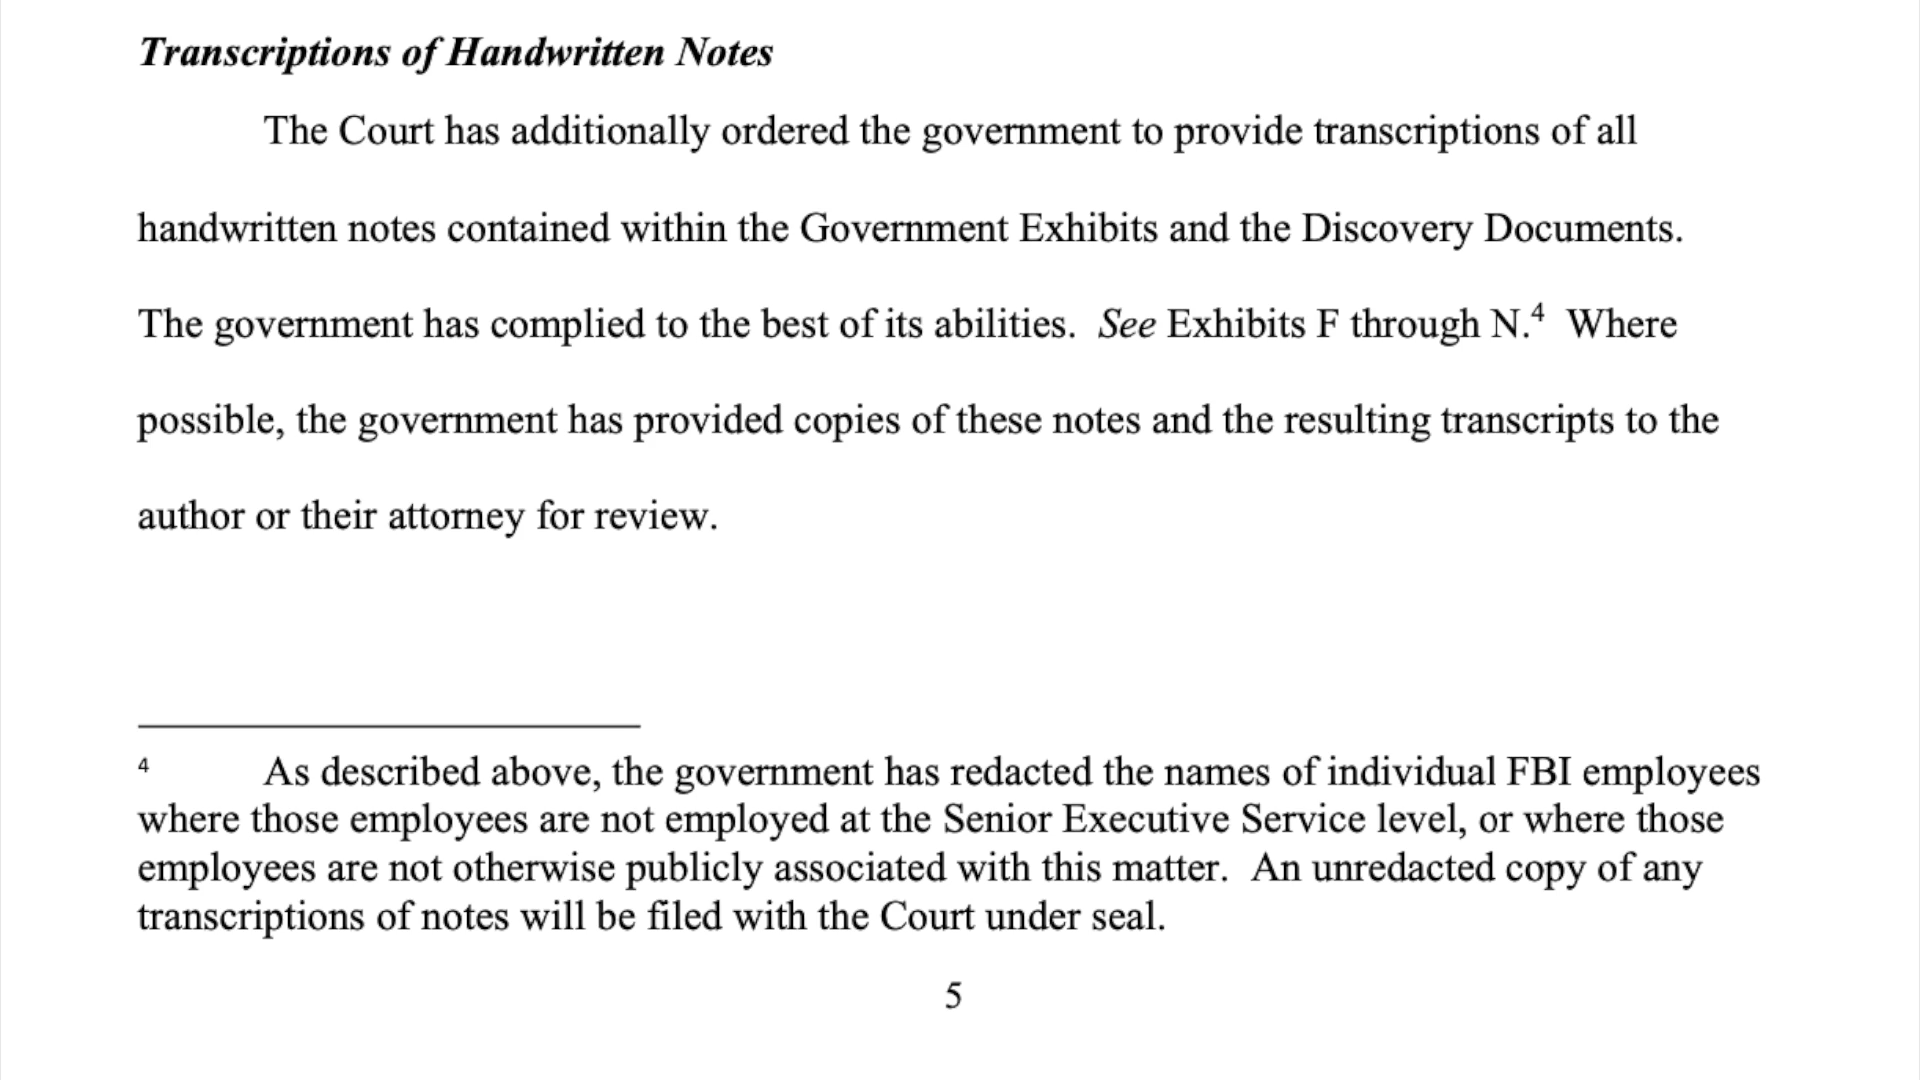 Transcriptions of Handwritten Notes
The Court has additionally ordered the government to provide transcriptions of all
handwritten notes contained within the Government Exhibits and the Discovery Documents.
The government has complied to the best of its abilities.  See Exhibits F through N.4  Where
possible, the government has provided copies of these notes and the resulting transcripts to the
author or their attorney for review.
4 As described above, the government has redacted the names of individual FBI employees
where those employees are not employed at the Senior Executive Service level, or where those
employees are not otherwise publicly associated with this matter.  An unredacted copy of any
transcriptions of notes will be filed with the Court under seal.
5